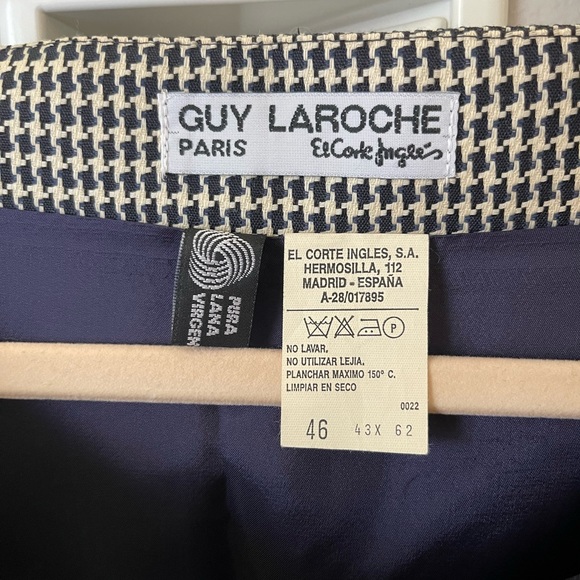 GUY LAROCHE
PARIS El Corte Inglés
PURA
LANA
VIRGEN
EL CORTE INGLES, S.A.
HERMOSILLA, 112
MADRID - ESPAÑA
A-28/017895
P
NO LAVAR.
NO UTILIZAR LEJIA.
PLANCHAR MAXIMO 150º C.
LIMPIAR EN SECO
0022
46 43X 62